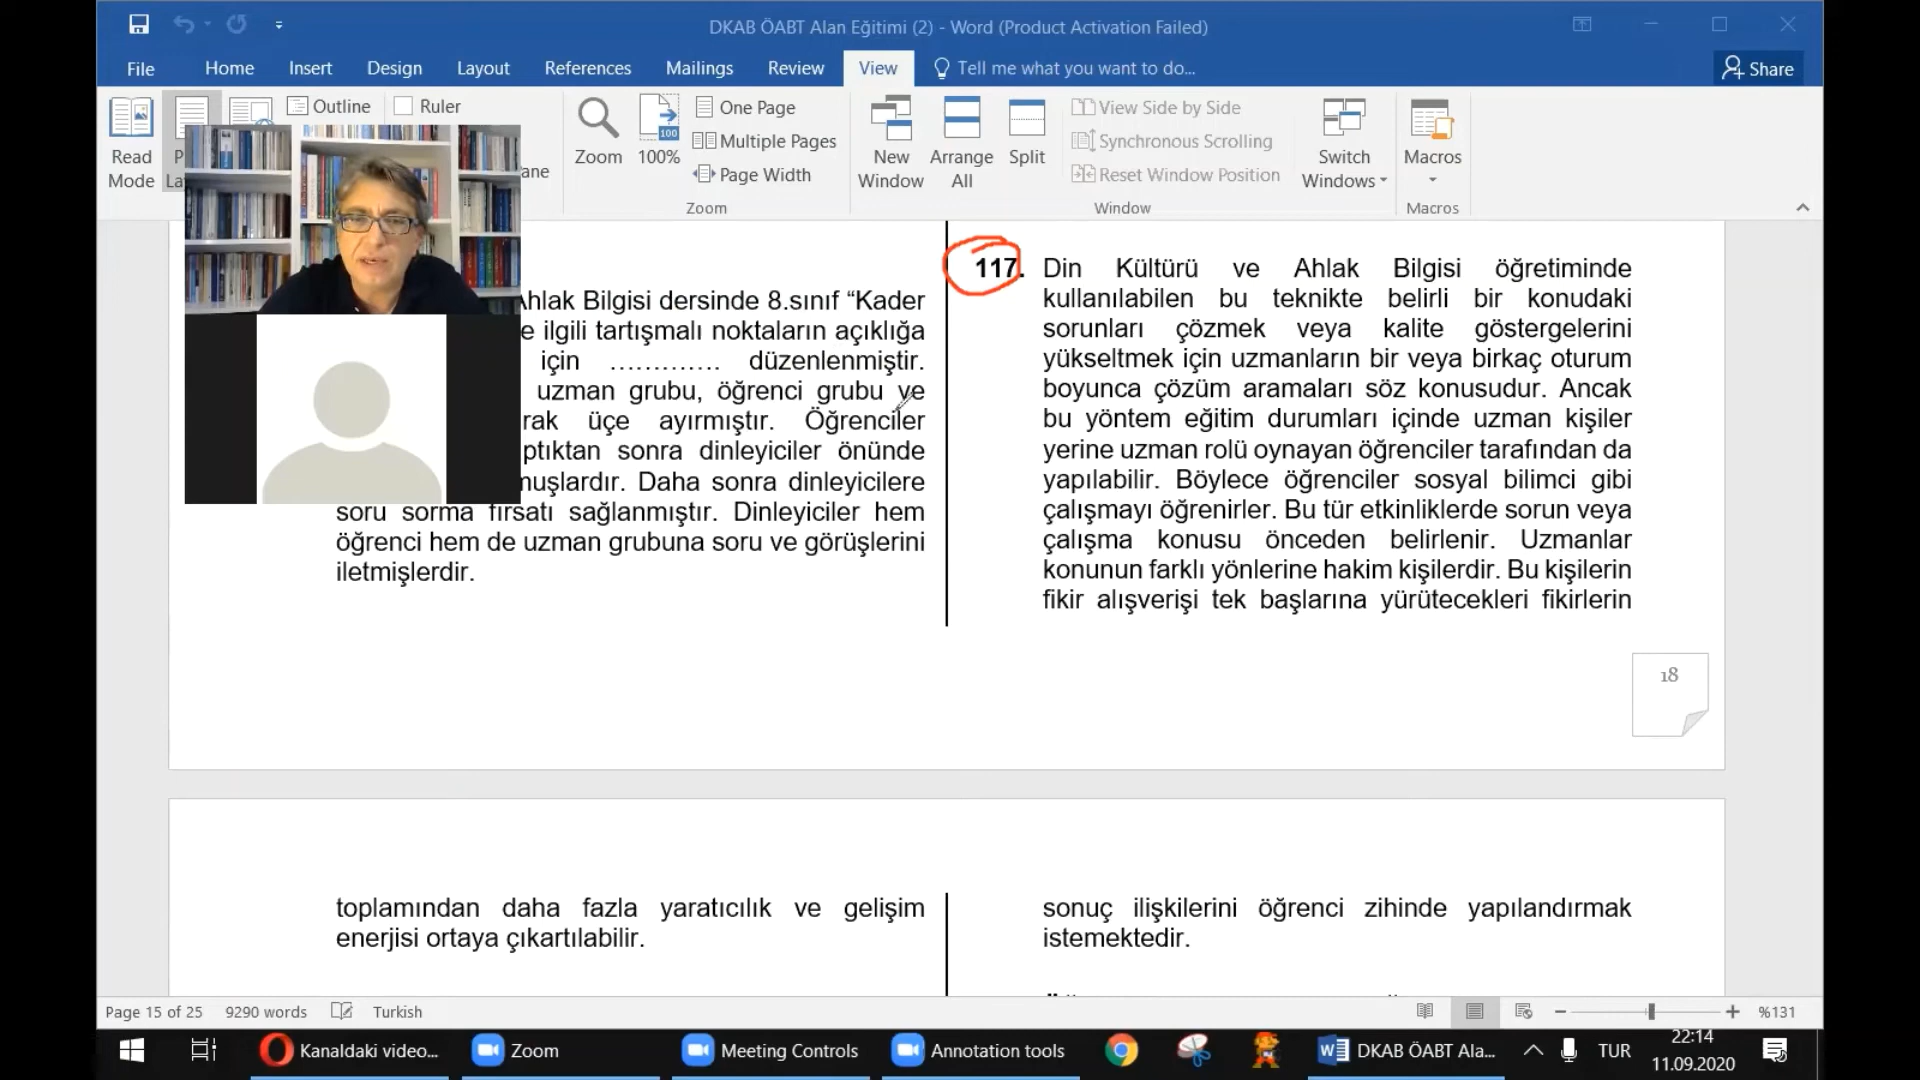 DKAB ÖABT Alan Eğitimi (2) - Word (Product Activation Failed)
File Home Insert Design Layout References Mailings Review View Tell me what you want to do... Share
Read Mode
Outline
Ruler
Zoom
100%
One Page
Multiple Pages
Page Width
Zoom
New Window
Arrange All
Split
View Side by Side
Synchronous Scrolling
Reset Window Position
Window
Switch Windows
Macros
Macros
Ahlak Bilgisi dersinde 8.sınıf “Kader
e ilgili tartışmalı noktaların açıklığa
için …………. düzenlenmiştir.
uzman grubu, öğrenci grubu ve
rak üçe ayırmıştır. Öğrenciler
ptıktan sonra dinleyiciler önünde
muşlardır. Daha sonra dinleyicilere
soru sorma fırsatı sağlanmıştır. Dinleyiciler hem
öğrenci hem de uzman grubuna soru ve görüşlerini
iletmişlerdir.
117. Din Kültürü ve Ahlak Bilgisi öğretiminde
kullanılabilen bu teknikte belirli bir konudaki
sorunları çözmek veya kalite göstergelerini
yükseltmek için uzmanların bir veya birkaç oturum
boyunca çözüm aramaları söz konusudur. Ancak
bu yöntem eğitim durumları içinde uzman kişiler
yerine uzman rolü oynayan öğrenciler tarafından da
yapılabilir. Böylece öğrenciler sosyal bilimci gibi
çalışmayı öğrenirler. Bu tür etkinliklerde sorun veya
çalışma konusu önceden belirlenir. Uzmanlar
konunun farklı yönlerine hakim kişilerdir. Bu kişilerin
fikir alışverişi tek başlarına yürütecekleri fikirlerin
18
toplamından daha fazla yaratıcılık ve gelişim
enerjisi ortaya çıkartılabilir.
sonuç ilişkilerini öğrenci zihinde yapılandırmak
istemektedir.
Page 15 of 25 9290 words Turkish %131
Kanaldaki video... Zoom Meeting Controls Annotation tools DKAB ÖABT Ala... TUR
22:14
11.09.2020